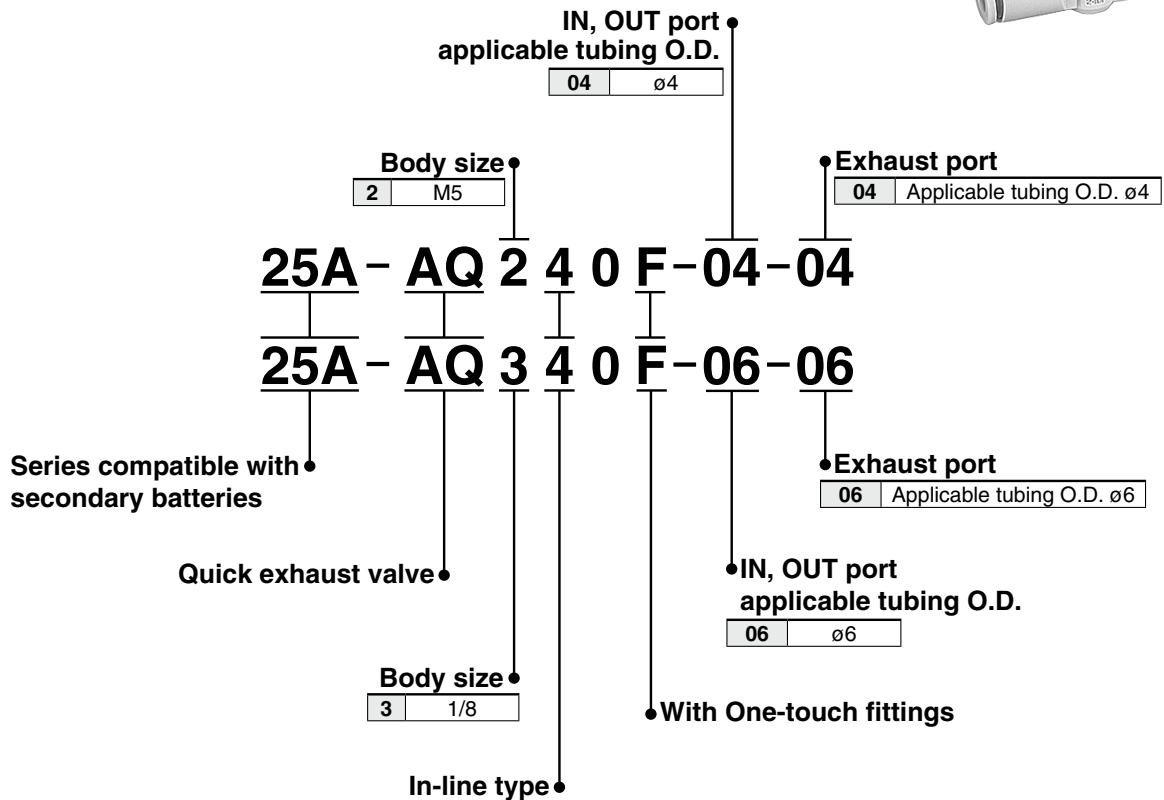 IN, OUT port
applicable tubing O.D.
04 ø4
Body size
2 M5
Exhaust port
04 Applicable tubing O.D. ø4
25A - AQ 2 4 0 F - 04 - 04
25A - AQ 3 4 0 F - 06 - 06
Series compatible with
secondary batteries
Exhaust port
06 Applicable tubing O.D. ø6
Quick exhaust valve
IN, OUT port
applicable tubing O.D.
06 ø6
Body size
3 1/8
With One-touch fittings
In-line type